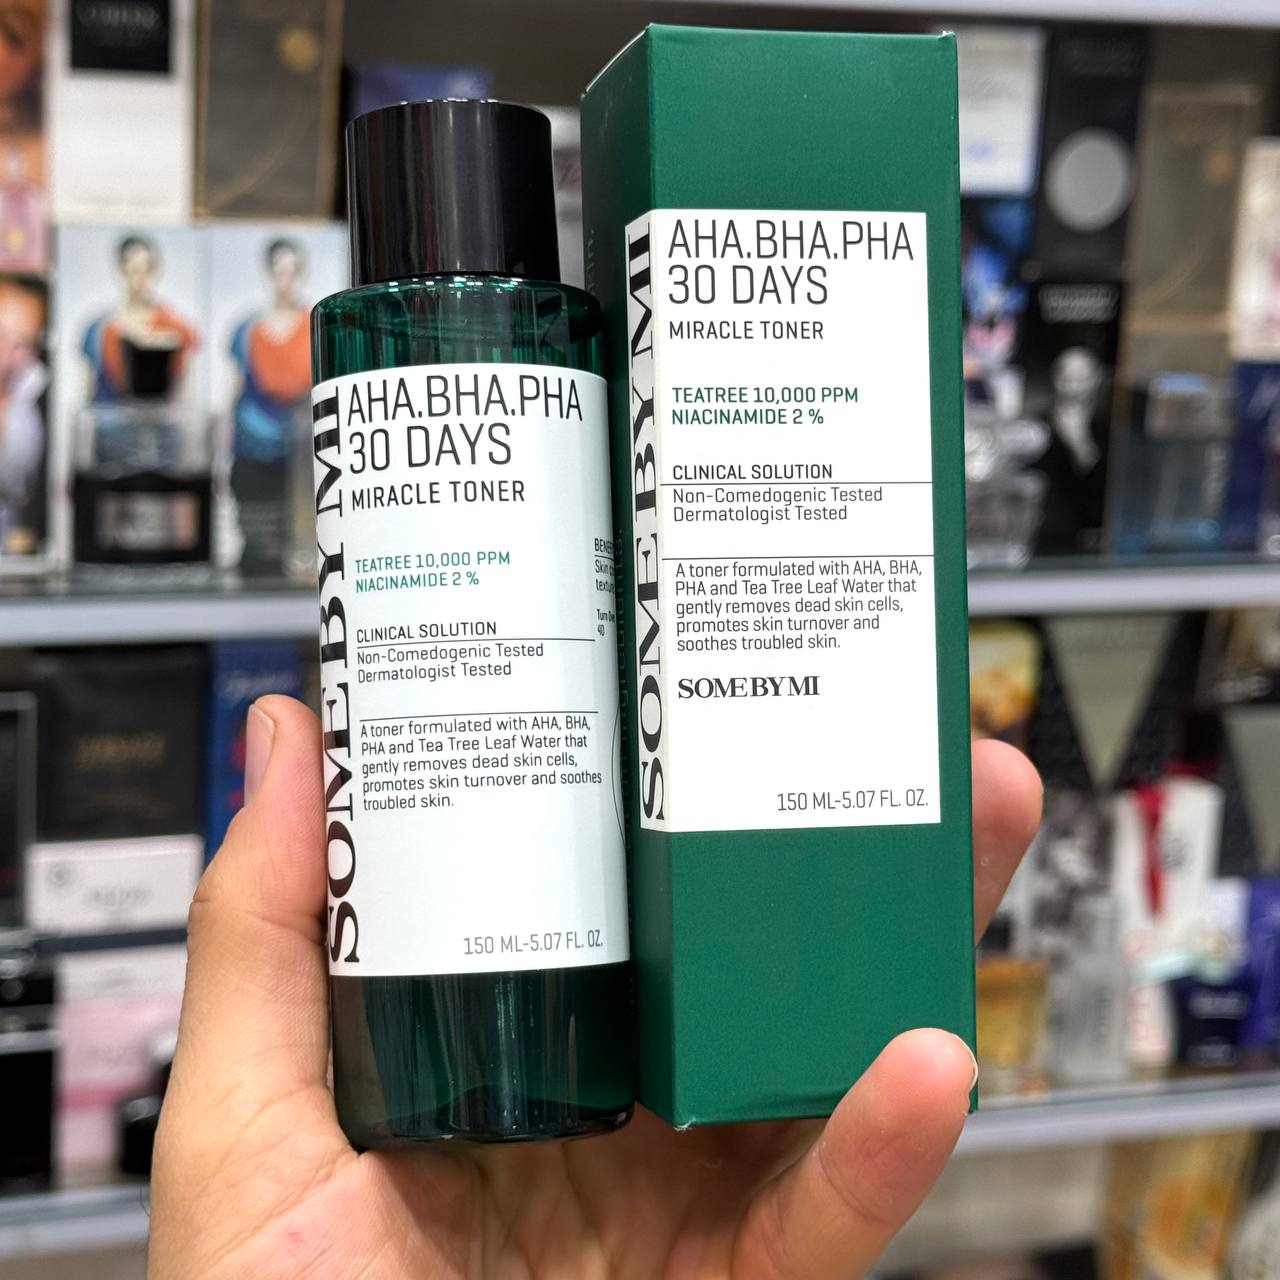 SOME BY MI
AHA.BHA.PHA
30 DAYS
MIRACLE TONER
TEATREE 10,000 PPM
NIACINAMIDE 2 %
CLINICAL SOLUTION
Non-Comedogenic Tested
Dermatologist Tested
A toner formulated with AHA, BHA,
PHA and Tea Tree Leaf Water that
gently removes dead skin cells,
promotes skin turnover and soothes
troubled skin.
150 ML-5.07 FL. OZ.
SOME BY MI
AHA.BHA.PHA
30 DAYS
MIRACLE TONER
TEATREE 10,000 PPM
NIACINAMIDE 2 %
CLINICAL SOLUTION
Non-Comedogenic Tested
Dermatologist Tested
A toner formulated with AHA, BHA,
PHA and Tea Tree Leaf Water that
gently removes dead skin cells,
promotes skin turnover and
soothes troubled skin.
SOME BY MI
150 ML-5.07 FL. OZ.